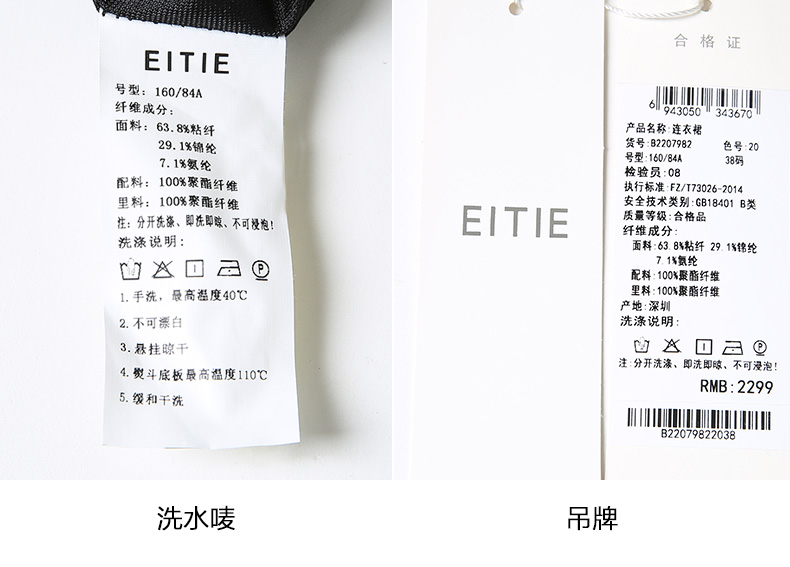 EITIE
号型：160/84A
纤维成分：
面料：63.8%粘纤
29.1%锦纶
7.1%氨纶
配料：100%聚酯纤维
里料：100%聚酯纤维
注：分开洗涤、即洗即晾、不可浸泡！
洗涤说明：
1.手洗，最高温度40℃
2.不可漂白
3.悬挂晾干
4.熨斗底板最高温度110℃
5.缓和干洗
洗水唛
EITIE
合格证
6 943050 343670
产品名称：连衣裙
货号：B2207982 色号：20
号型：160/84A 38码
检验员：08
执行标准：FZ/T73026-2014
安全技术类别：GB18401 B类
质量等级：合格品
纤维成分：
面料：63.8%粘纤 29.1%锦纶
7.1%氨纶
配料：100%聚酯纤维
里料：100%聚酯纤维
产地：深圳
洗涤说明：
注：分开洗涤、即洗即晾、不可浸泡！
RMB：2299
B22079822038
吊牌